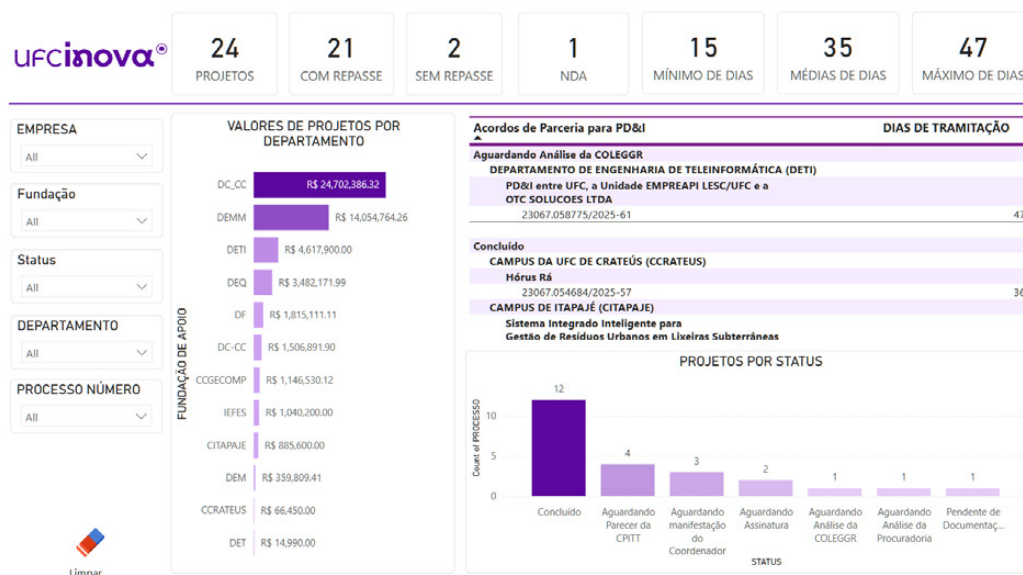 UFCinova
24
PROJETOS
21
COM REPASSE
2
SEM REPASSE
1
NDA
15
MÍNIMO DE DIAS
35
MÉDIAS DE DIAS
47
MÁXIMO DE DIAS
EMPRESA
All
Fundação
All
Status
All
DEPARTAMENTO
All
PROCESSO NÚMERO
All
Limpar
VALORES DE PROJETOS POR
DEPARTAMENTO
FUNDAÇÃO DE APOIO
DC_CC R$ 24,702,386.32
DEMM R$ 14,054,764.26
DETI R$ 4,617,900.00
DEQ R$ 3,482,171.99
DF R$ 1,815,111.11
DC-CC R$ 1,506,891.90
CCGECOMP R$ 1,146,530.12
IEFES R$ 1,040,200.00
CITAPAJE R$ 885,600.00
DEM R$ 359,809.41
CCRATEUS R$ 66,450.00
DET R$ 14,990.00
Acordos de Parceria para PD&I DIAS DE TRAMITAÇÃO
Aguardando Análise da COLEGGR
DEPARTAMENTO DE ENGENHARIA DE TELEINFORMÁTICA (DETI)
PD&I entre UFC, a Unidade EMPREAPI LESC/UFC e a
OTC SOLUCOES LTDA
23067.058775/2025-61 47
Concluído
CAMPUS DA UFC DE CRATEÚS (CCRATEUS)
Hórus Rá
23067.054684/2025-57 36
CAMPUS DE ITAPAJÉ (CITAPAJE)
Sistema Integrado Inteligente para
Gestão de Resíduos Urbanos em Lixeiras Subterrâneas
PROJETOS POR STATUS
Count of PROCESSO
10
5
0
12
4
3
2
1
1
1
Concluído
Aguardando
Parecer da
CPITT
Aguardando
manifestação
do
Coordenador
Aguardando
Assinatura
Aguardando
Análise da
COLEGGR
Aguardando
Análise da
Procuradoria
Pendente de
Documentaç...
STATUS